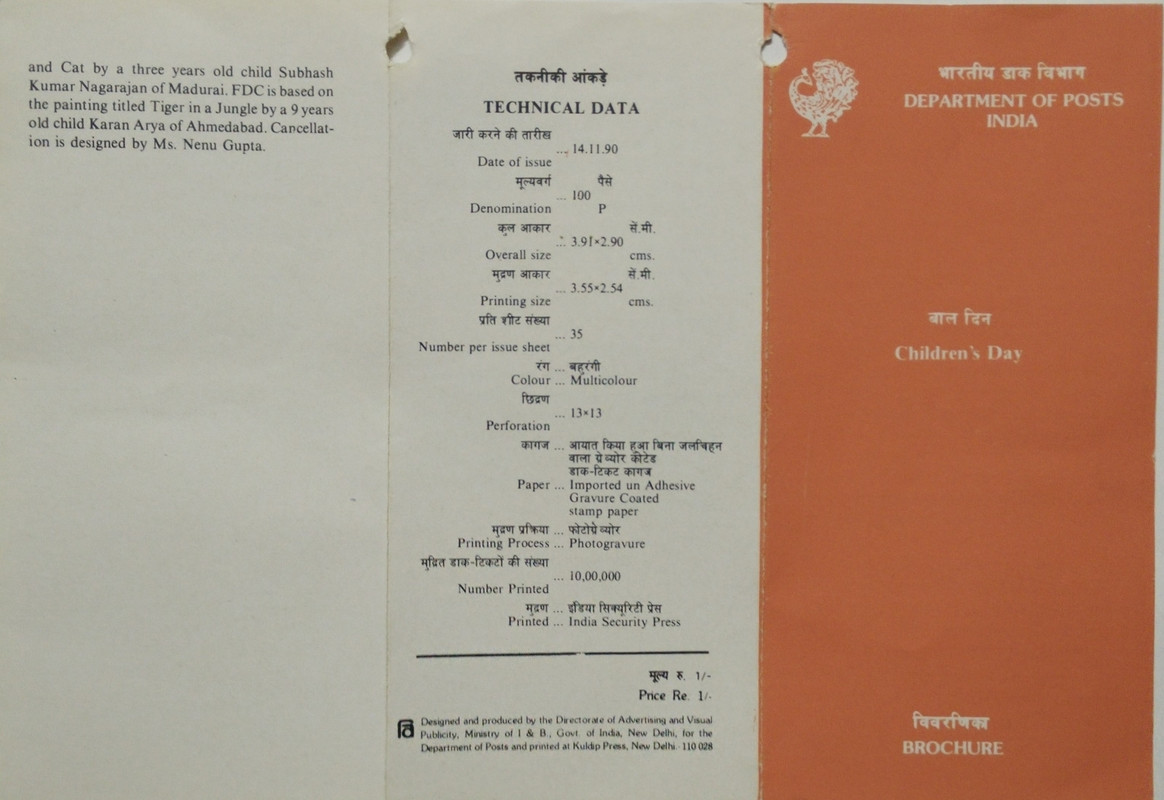 and Cat by a three years old child Subhash
Kumar Nagarajan of Madurai. FDC is based on
the painting titled Tiger in a Jungle by a 9 years
old child Karan Arya of Ahmedabad. Cancellat-
ion is designed by Ms. Nenu Gupta.
तकनीकी आंकड़े
TECHNICAL DATA
जारी करने की तारीख
... 14.11.90
Date of issue
मूल्यवर्ग पैसे
... 100
Denomination P
कुल आकार सें.मी.
... 3.91×2.90
Overall size cms.
मुद्रण आकार सें.मी.
... 3.55×2.54
Printing size cms.
प्रति शीट संख्या
... 35
Number per issue sheet
रंग ... बहुरंगी
Colour ... Multicolour
छिद्रण
... 13×13
Perforation
कागज ... आयात किया हुआ बिना जलचिहन
वाला ग्रेव्योर कोटेड
डाक-टिकट कागज
Paper ... Imported un Adhesive
Gravure Coated
stamp paper
मुद्रण प्रक्रिया ... फोटोग्रेव्योर
Printing Process ... Photogravure
मुद्रित डाक-टिकटों की संख्या
... 10,00,000
Number Printed
मुद्रण ... इंडिया सिक्यूरिटी प्रेस
Printed ... India Security Press
मूल्य रु. 1/-
Price Re. 1/-
Designed and produced by the Directorate of Advertising and Visual
Publicity, Ministry of I & B., Govt. of India, New Delhi, for the
Department of Posts and printed at Kuldip Press, New Delhi - 110 028
भारतीय डाक विभाग
DEPARTMENT OF POSTS
INDIA
बाल दिन
Children's Day
विवरणिका
BROCHURE